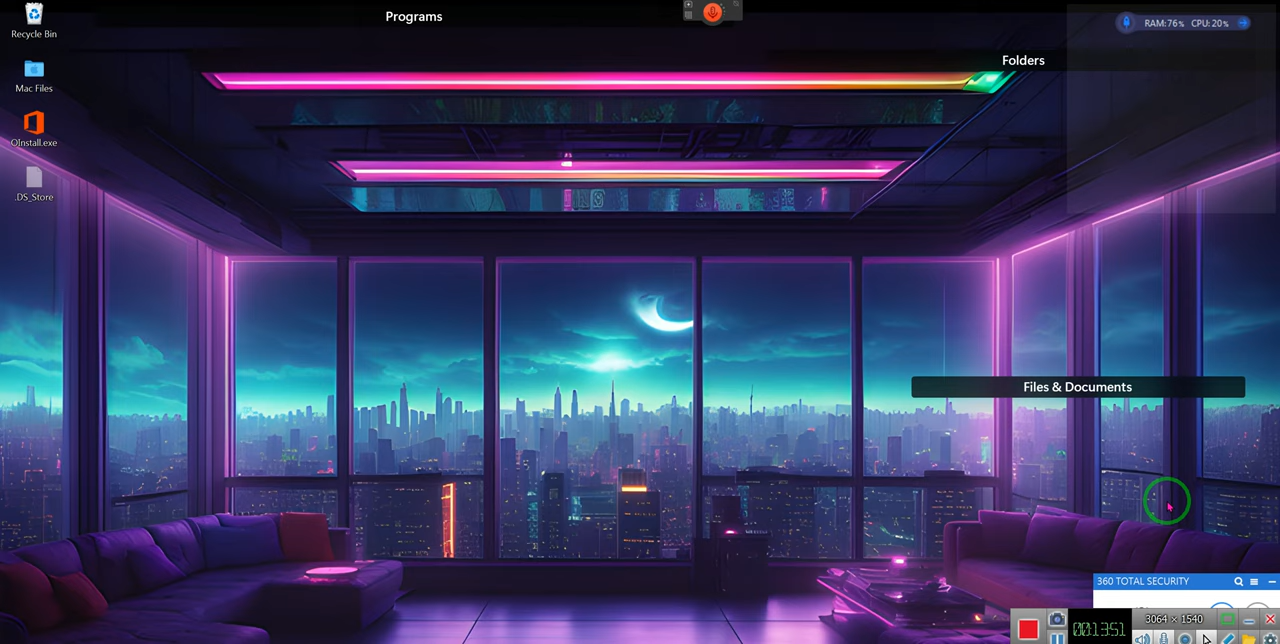 Programs
RAM:76% CPU:20%
Recycle Bin
Folders
Mac Files
OInstall.exe
.DS_Store
Files & Documents
360 TOTAL SECURITY
3064 × 1540
00:13:51